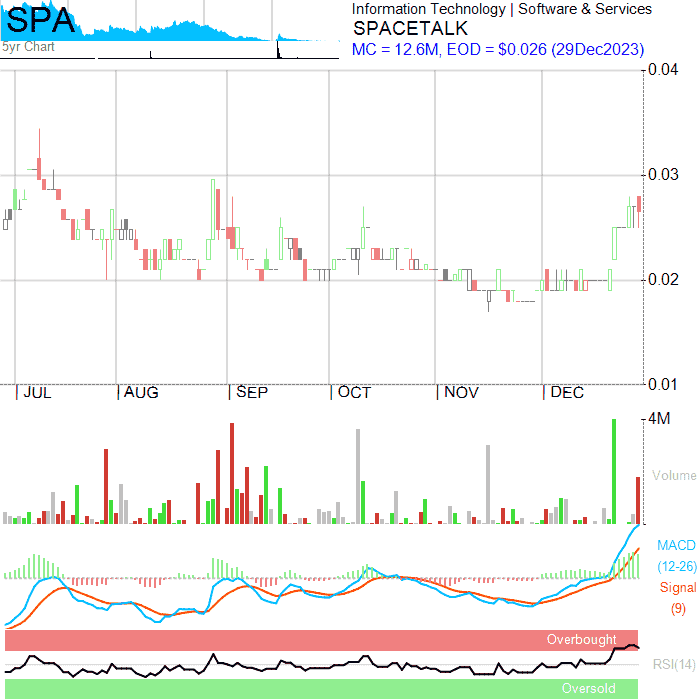 SPA
5yr Chart
Information Technology | Software & Services
SPACETALK
MC = 12.6M, EOD = $0.026 (29Dec2023)
0.04
0.03
0.02
0.01
JUL AUG SEP OCT NOV DEC
4M
Volume
MACD
(12-26)
Signal
(9)
Overbought
RSI(14)
Oversold